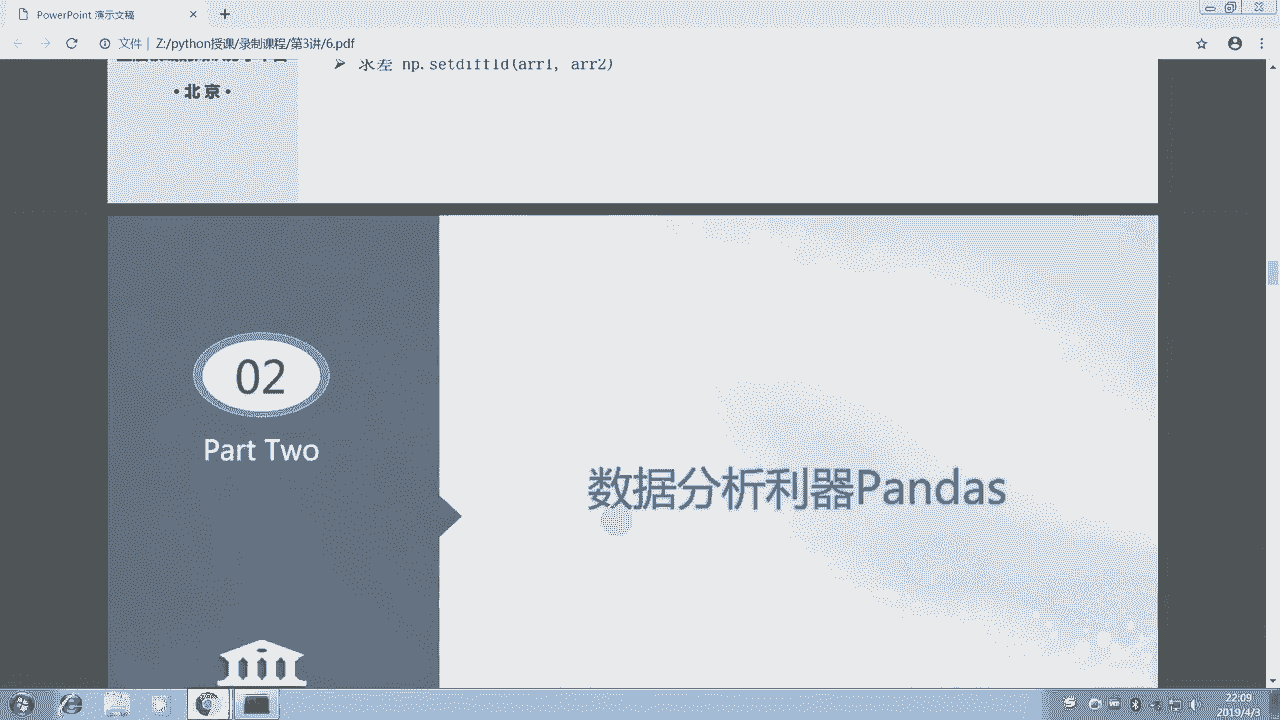 PowerPoint 演示文稿
文件 | Z:/python授课/录制课程/第3讲/6.pdf
➢ 求差 np.setdiff1d(arr1, arr2)
• 北 京 •
02
Part Two
数据分析利器Pandas
22:09
2019/4/3